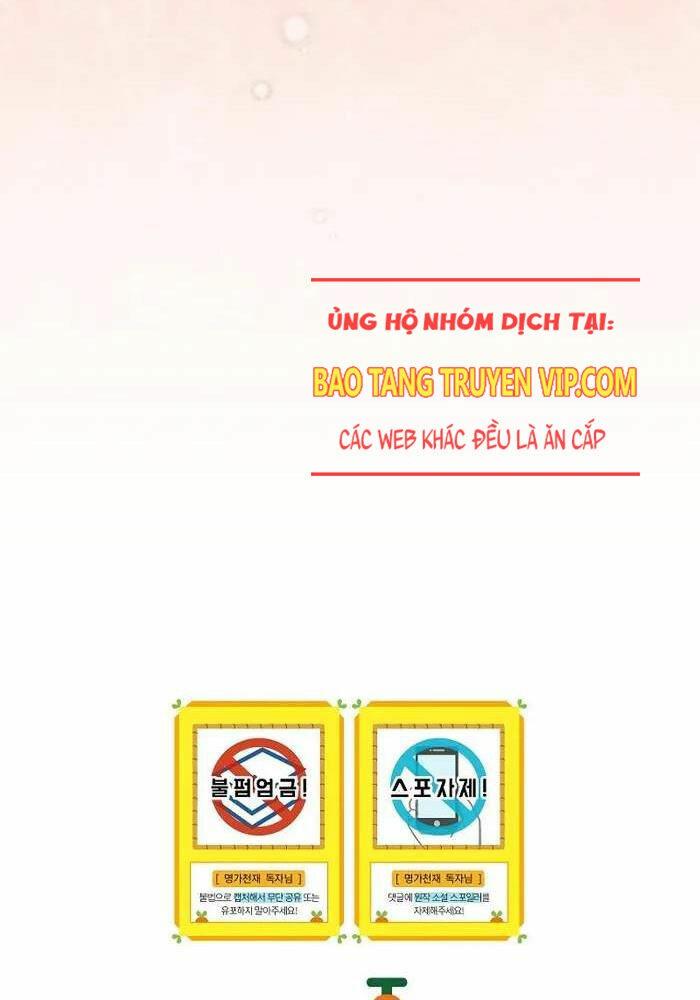 ỦNG HỘ NHÓM DỊCH TẠI:
BAO TANG TRUYEN VIP.COM
CÁC WEB KHÁC ĐỀU LÀ ĂN CẮP
불펌엄금!
[ 명가천재 독자님 ]
불법으로 캡처해서 무단 공유 또는
유포하지 말아주세요!
스포자제!
[ 명가천재 독자님 ]
댓글에 원작 소설 스포일러를
자제해주세요!